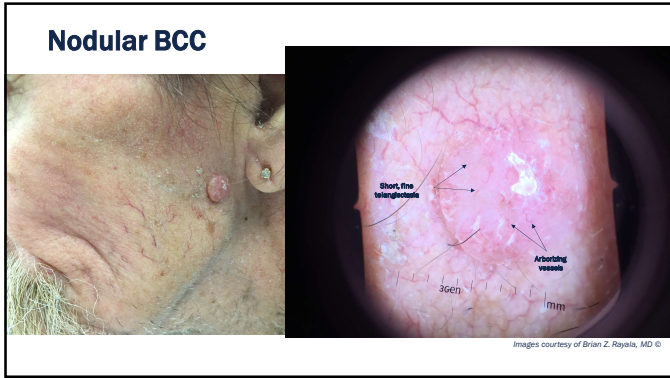 Nodular BCC
Short, fine
telangiectasia
Arborizing
vessels
3Gen
mm
Images courtesy of Brian Z. Rayala, MD ©